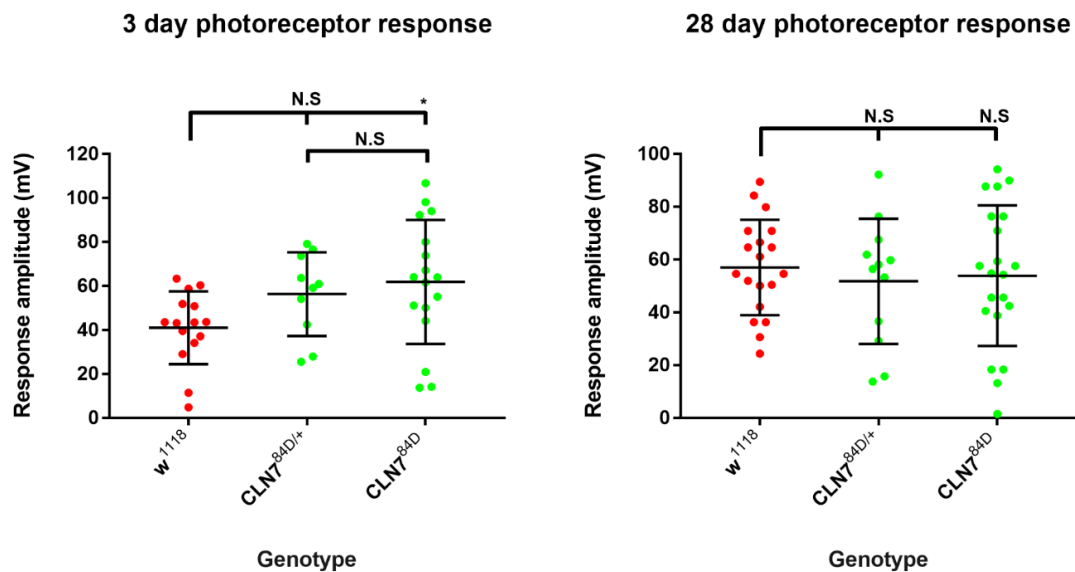 3 day photoreceptor response
28 day photoreceptor response
N.S
*
N.S
N.S
N.S
Response amplitude (mV)
120
100
80
60
40
20
0
w1118
CLN784D/+
CLN784D
Genotype
Response amplitude (mV)
100
80
60
40
20
0
w1118
CLN784D/+
CLN784D
Genotype